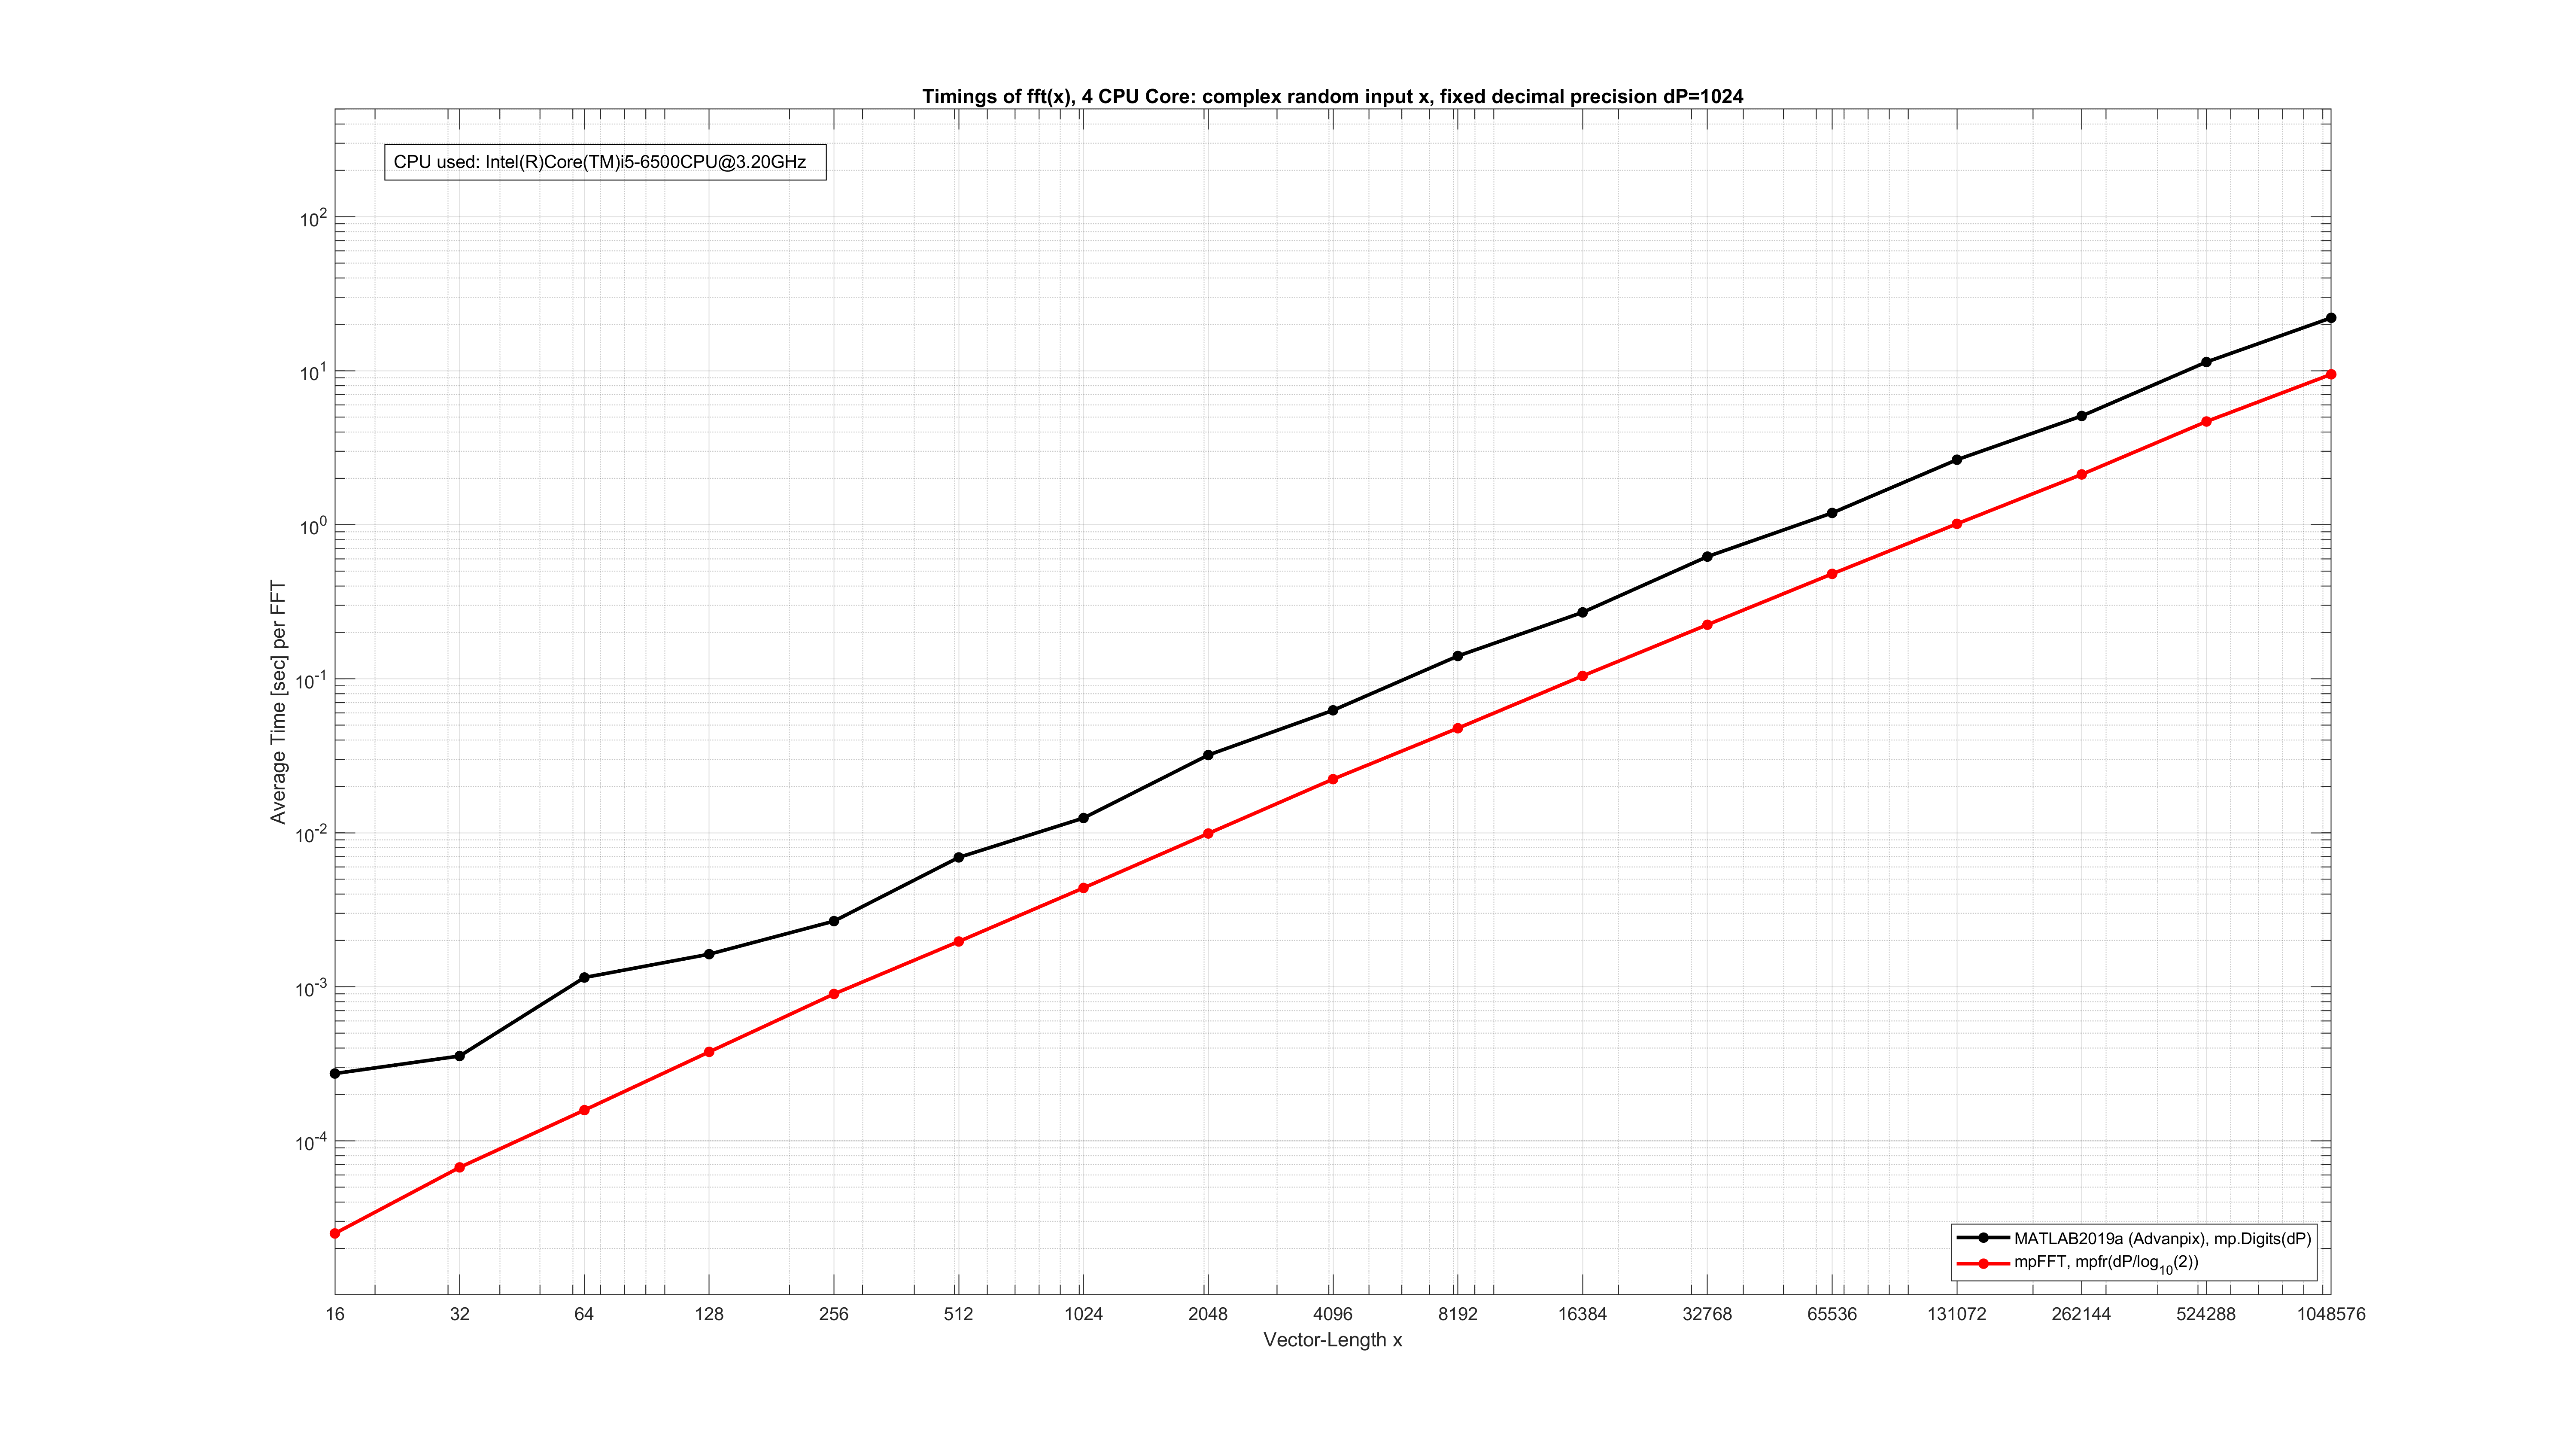 Timings of fft(x), 4 CPU Core: complex random input x, fixed decimal precision dP=1024
CPU used: Intel(R)Core(TM)i5-6500CPU@3.20GHz
10^2
10^1
10^0
10^-1
10^-2
10^-3
10^-4
Average Time [sec] per FFT
MATLAB2019a (Advanpix), mp.Digits(dP)
mpFFT, mpfr(dP/log_10(2))
16 32 64 128 256 512 1024 2048 4096 8192 16384 32768 65536 131072 262144 524288 1048576
Vector-Length x